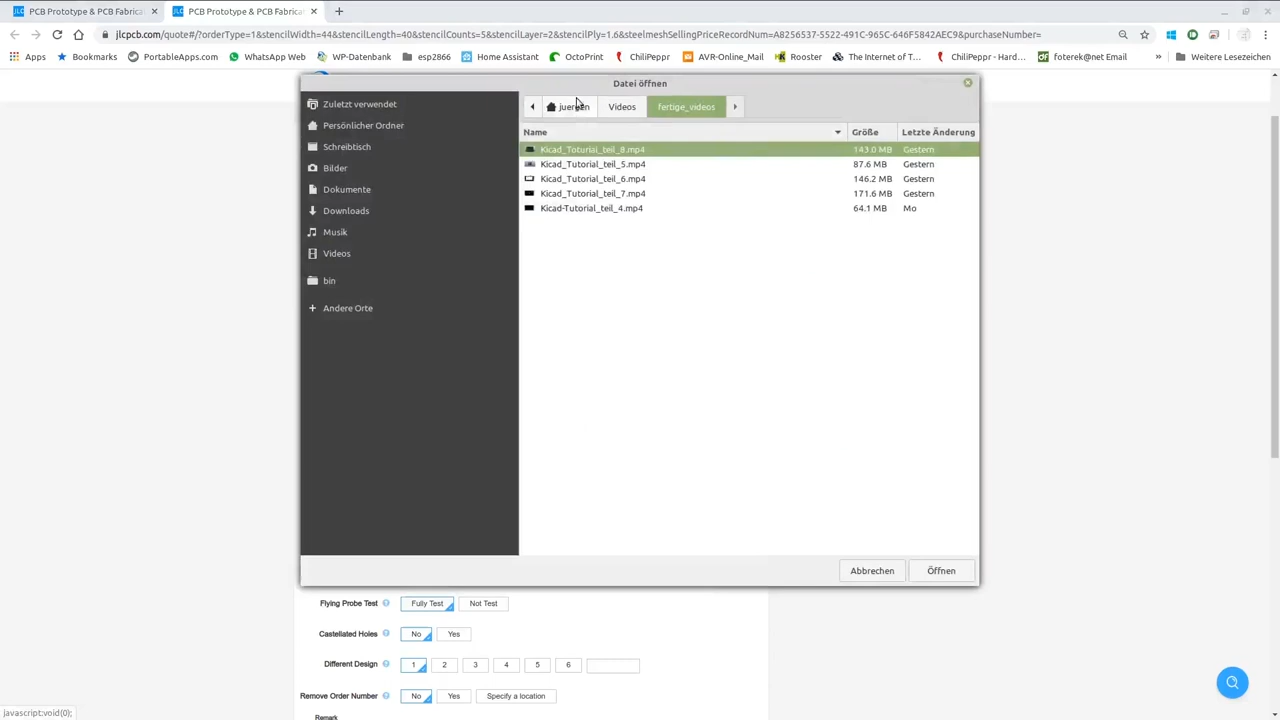 PCB Prototype & PCB Fabrica
PCB Prototype & PCB Fabrica
jlcpcb.com/quote#/?orderType=1&stencilWidth=44&stencilLength=40&stencilCounts=5&stencilLayer=2&stencilPly=1.6&steelmeshSellingPriceRecordNum=A8256537-5522-491C-965C-646F5842AEC9&purchaseNumber=
Apps Bookmarks PortableApps.com WhatsApp Web WP-Datenbank esp2866 Home Assistant OctoPrint ChiliPeppr AVR-Online_Mail Rooster The Internet of T... ChiliPeppr - Hard... foterek@net Email » Weitere Lesezeichen
Datei öffnen
Zuletzt verwendet
Persönlicher Ordner
Schreibtisch
Bilder
Dokumente
Downloads
Musik
Videos
bin
Andere Orte
juergen Videos fertige_videos
Name Größe Letzte Änderung
Kicad_Toturial_teil_8.mp4 143.0 MB Gestern
Kicad_Tutorial_teil_5.mp4 87.6 MB Gestern
Kicad_Tutorial_teil_6.mp4 146.2 MB Gestern
Kicad_Tutorial_teil_7.mp4 171.6 MB Gestern
Kicad-Tutorial_teil_4.mp4 64.1 MB Mo
Abbrechen Öffnen
Flying Probe Test Fully Test Not Test
Castellated Holes No Yes
Different Design 1 2 3 4 5 6
Remove Order Number No Yes Specify a location
Remark
javascript:void(0);